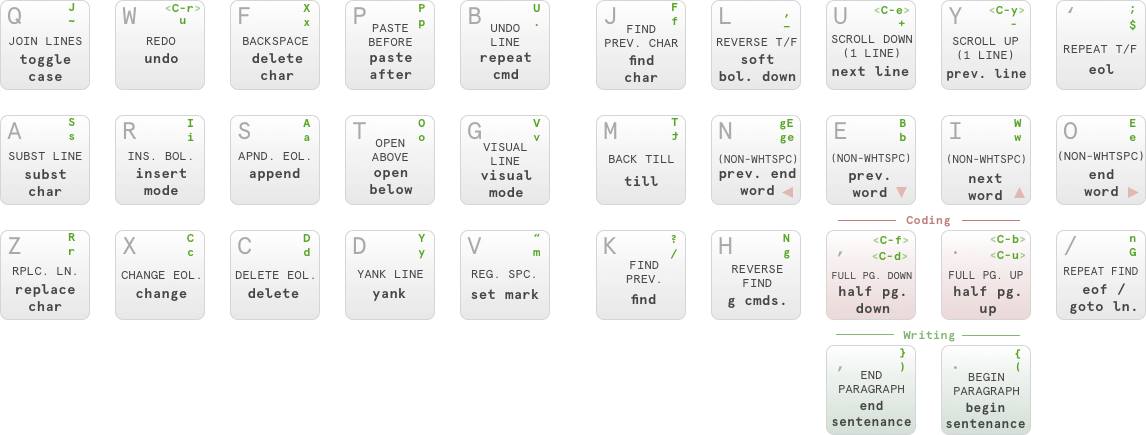 Q J
~
JOIN LINES
toggle
case
W <C-r>
u
REDO
undo
F X
x
BACKSPACE
delete
char
P P
p
PASTE
BEFORE
paste
after
B U
.
UNDO
LINE
repeat
cmd
J F
f
FIND
PREV. CHAR
find
char
L ,
_
REVERSE T/F
soft
bol. down
U <C-e>
+
SCROLL DOWN
(1 LINE)
next line
Y <C-y>
-
SCROLL UP
(1 LINE)
prev. line
‘ ;
$
REPEAT T/F
eol
A S
s
SUBST LINE
subst
char
R I
i
INS. BOL.
insert
mode
S A
a
APND. EOL.
append
T O
o
OPEN
ABOVE
open
below
G V
v
VISUAL
LINE
visual
mode
M T
t
BACK TILL
till
N gE
ge
(NON-WHTSPC)
prev. end
word ◀
E B
b
(NON-WHTSPC)
prev.
word ▼
I W
w
(NON-WHTSPC)
next
word ▲
O E
e
(NON-WHTSPC)
end
word ▶
Coding
Z R
r
RPLC. LN.
replace
char
X C
c
CHANGE EOL.
change
C D
d
DELETE EOL.
delete
D Y
y
YANK LINE
yank
V “
m
REG. SPC.
set mark
K ?
/
FIND
PREV.
find
H N
g
REVERSE
FIND
g cmds.
, <C-f>
<C-d>
FULL PG. DOWN
half pg.
down
. <C-b>
<C-u>
FULL PG. UP
half pg.
up
/ n
G
REPEAT FIND
eof /
goto ln.
Writing
}
, )
END
PARAGRAPH
end
sentenance
{
. (
BEGIN
PARAGRAPH
begin
sentenance